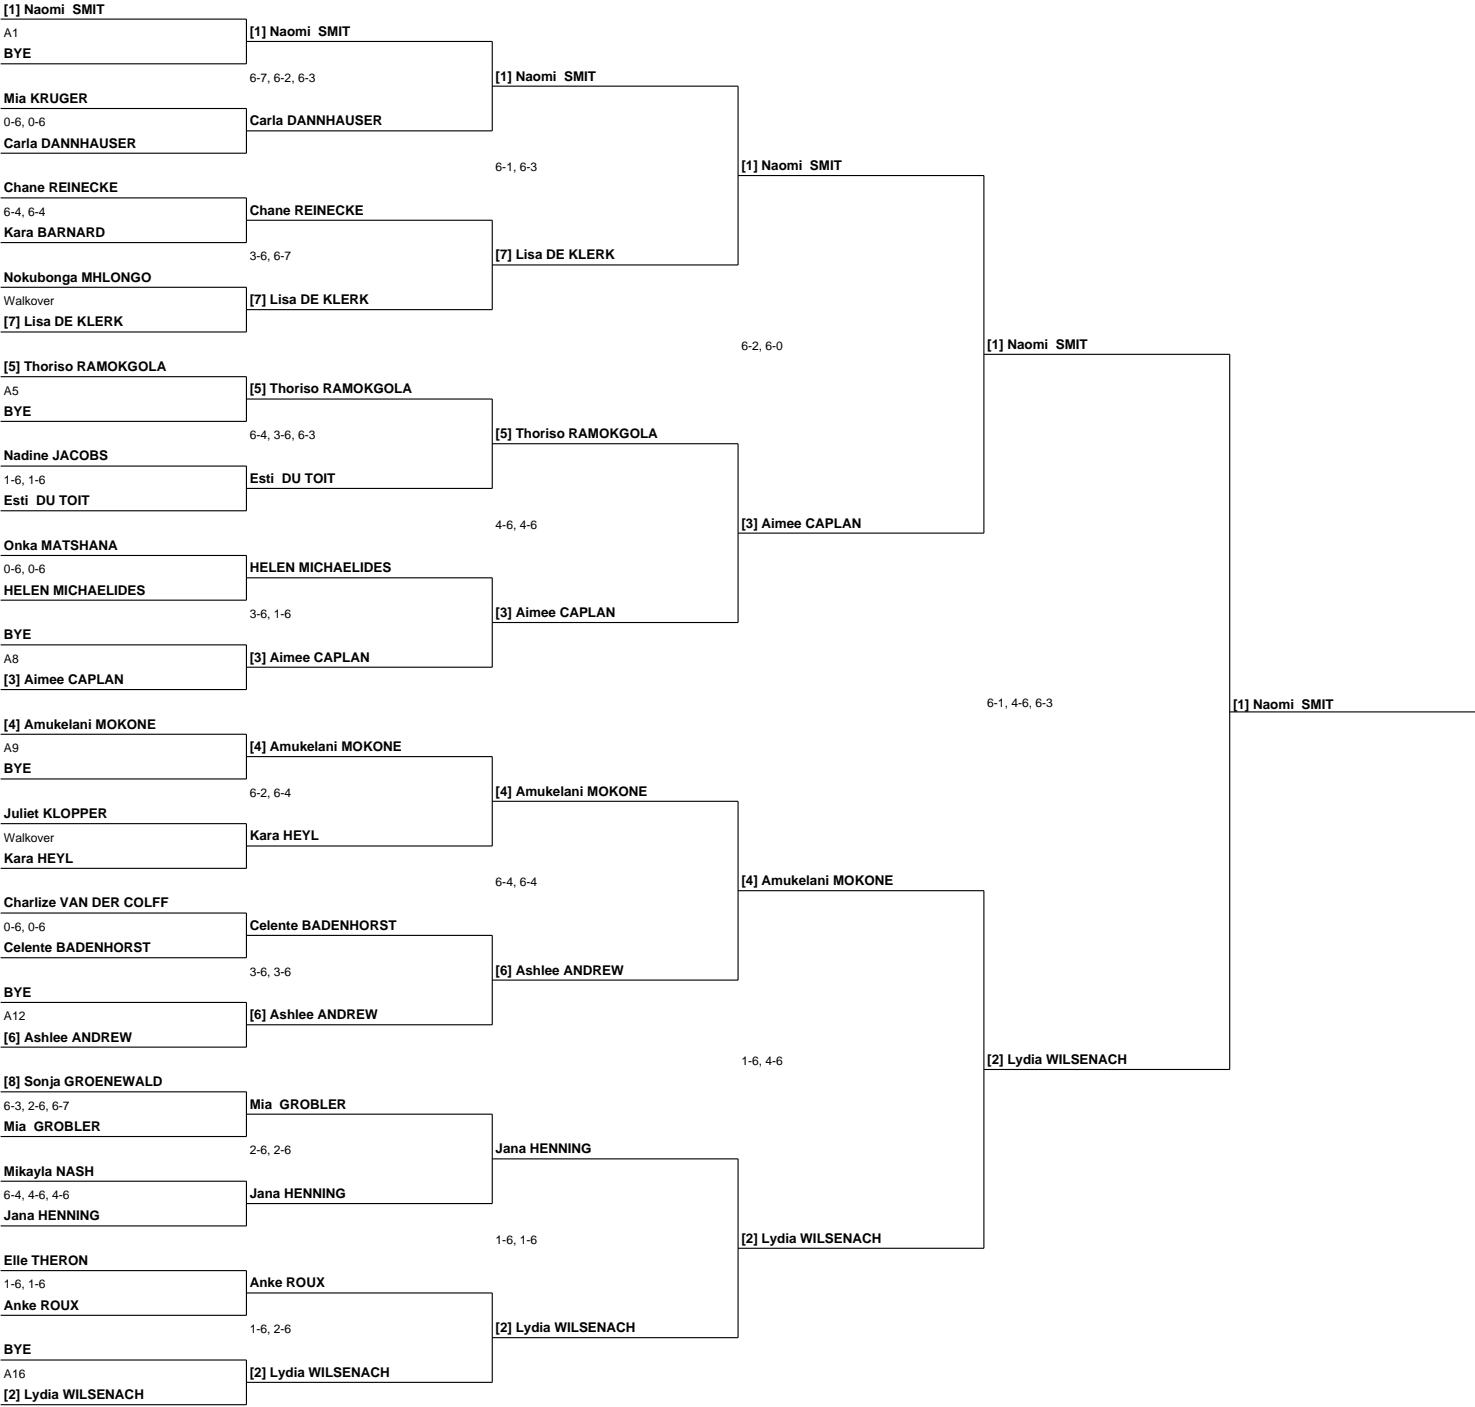 [1] Naomi  SMIT
A1
BYE
Mia KRUGER
0-6, 0-6
Carla DANNHAUSER
Chane REINECKE
6-4, 6-4
Kara BARNARD
Nokubonga MHLONGO
Walkover
[7] Lisa DE KLERK
[5] Thoriso RAMOKGOLA
A5
BYE
Nadine JACOBS
1-6, 1-6
Esti  DU TOIT
Onka MATSHANA
0-6, 0-6
HELEN MICHAELIDES
BYE
A8
[3] Aimee CAPLAN
[4] Amukelani MOKONE
A9
BYE
Juliet KLOPPER
Walkover
Kara HEYL
Charlize VAN DER COLFF
0-6, 0-6
Celente BADENHORST
BYE
A12
[6] Ashlee ANDREW
[8] Sonja GROENEWALD
6-3, 2-6, 6-7
Mia  GROBLER
Mikayla NASH
6-4, 4-6, 4-6
Jana HENNING
Elle THERON
1-6, 1-6
Anke ROUX
BYE
A16
[2] Lydia WILSENACH
[1] Naomi  SMIT
6-7, 6-2, 6-3
Carla DANNHAUSER
Chane REINECKE
3-6, 6-7
[7] Lisa DE KLERK
[5] Thoriso RAMOKGOLA
6-4, 3-6, 6-3
Esti  DU TOIT
HELEN MICHAELIDES
3-6, 1-6
[3] Aimee CAPLAN
[4] Amukelani MOKONE
6-2, 6-4
Kara HEYL
Celente BADENHORST
3-6, 3-6
[6] Ashlee ANDREW
Mia  GROBLER
2-6, 2-6
Jana HENNING
Anke ROUX
1-6, 2-6
[2] Lydia WILSENACH
[1] Naomi  SMIT
6-1, 6-3
[7] Lisa DE KLERK
[5] Thoriso RAMOKGOLA
4-6, 4-6
[3] Aimee CAPLAN
[4] Amukelani MOKONE
6-4, 6-4
[6] Ashlee ANDREW
Jana HENNING
1-6, 1-6
[2] Lydia WILSENACH
[1] Naomi  SMIT
6-2, 6-0
[3] Aimee CAPLAN
[4] Amukelani MOKONE
1-6, 4-6
[2] Lydia WILSENACH
[1] Naomi  SMIT
6-1, 4-6, 6-3
[2] Lydia WILSENACH
[1] Naomi  SMIT